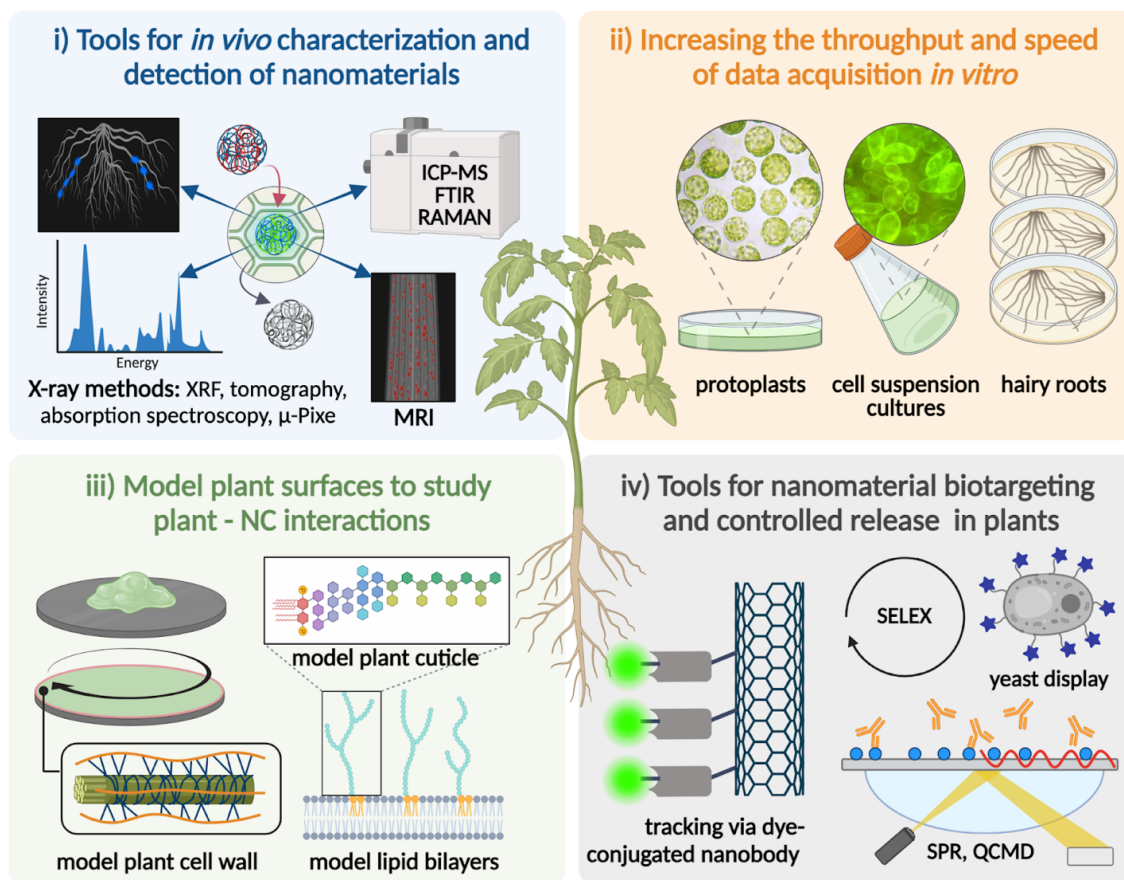 i) Tools for in vivo characterization and
detection of nanomaterials
ICP-MS
FTIR
RAMAN
Intensity
Energy
X-ray methods: XRF, tomography,
absorption spectroscopy, μ-Pixe
MRI
ii) Increasing the throughput and speed
of data acquisition in vitro
protoplasts
cell suspension
cultures
hairy roots
iii) Model plant surfaces to study
plant - NC interactions
model plant cuticle
model plant cell wall
model lipid bilayers
iv) Tools for nanomaterial biotargeting
and controlled release in plants
SELEX
yeast display
tracking via dye-
conjugated nanobody
SPR, QCMD